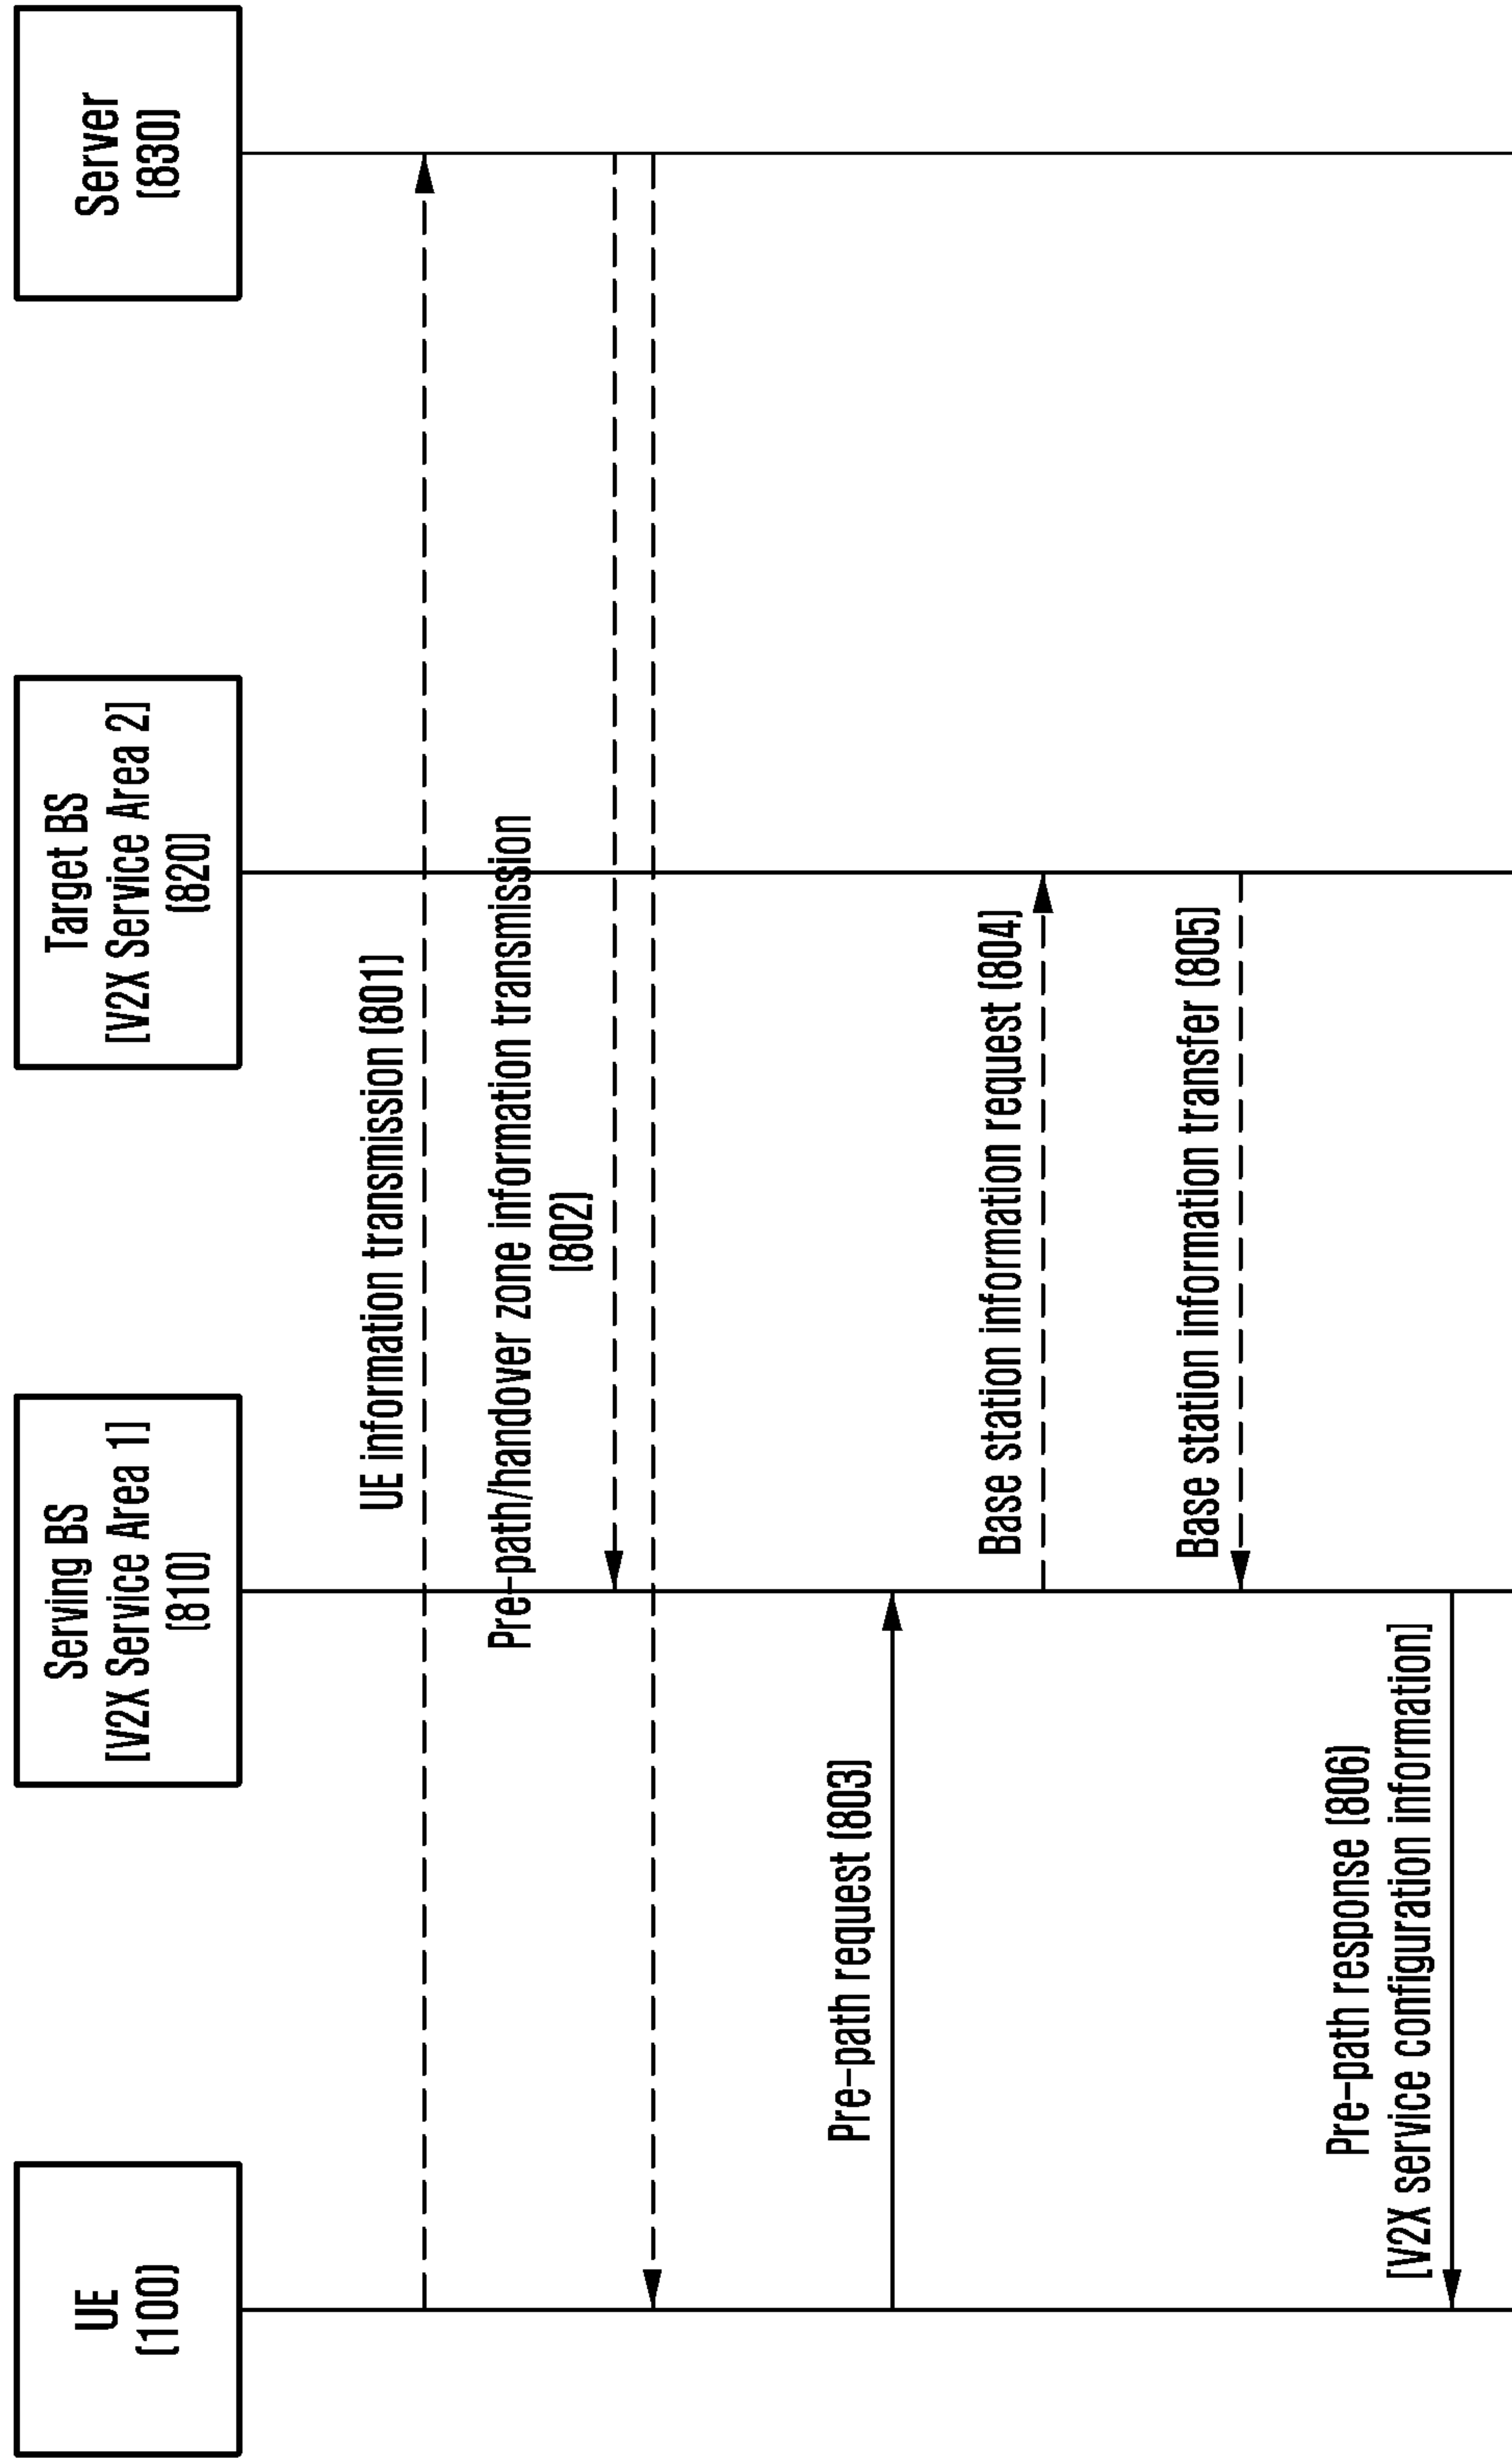 UE
(100)
Serving BS
[V2X Service Area 1]
(810)
Target BS
[V2X Service Area 2]
(820)
Server
(830)
UE information transmission (801)
Pre-path/handover zone information transmission
(802)
Pre-path request (803)
Base station information request (804)
Base station information transfer (805)
Pre-path response (806)
[V2X service configuration information]